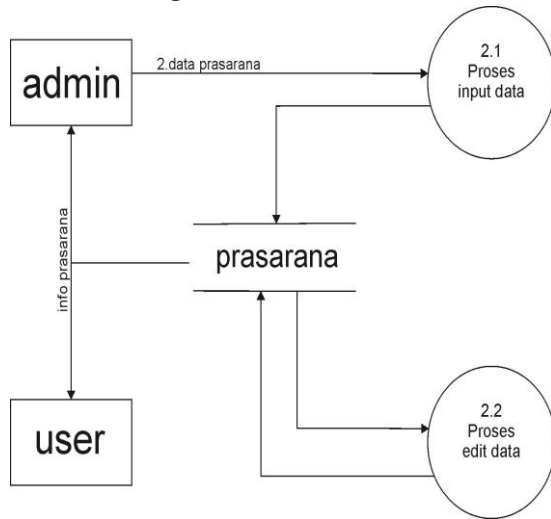 admin
2.data prasarana
2.1
Proses
input data
info prasarana
prasarana
user
2.2
Proses
edit data